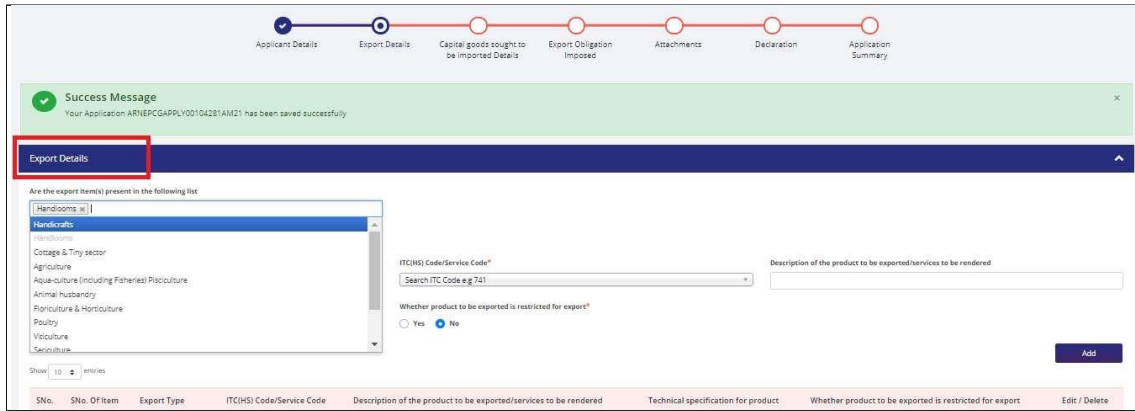 Applicant Details
Export Details
Capital goods sought to
be imported Details
Export Obligation
Imposed
Attachments
Declaration
Application
Summary
Success Message
Your Application ARNEPCGAPPLY00104281AM21 has been saved successfully
Export Details
Are the export item(s) present in the following list
Handlooms ×
Handicrafts
Handlooms
Cottage & Tiny sector
Agriculture
Aqua-culture (including Fisheries) Pisciculture
Animal husbandry
Floriculture & Horticulture
Poultry
Viticulture
Sericulture
ITC(HS) Code/Service Code*
Search ITC Code e.g 741
Description of the product to be exported/services to be rendered
Whether product to be exported is restricted for export*
Yes No
Add
Show 10 entries
SNo. SNo. Of Item Export Type ITC(HS) Code/Service Code Description of the product to be exported/services to be rendered Technical specification for product Whether product to be exported is restricted for export Edit / Delete